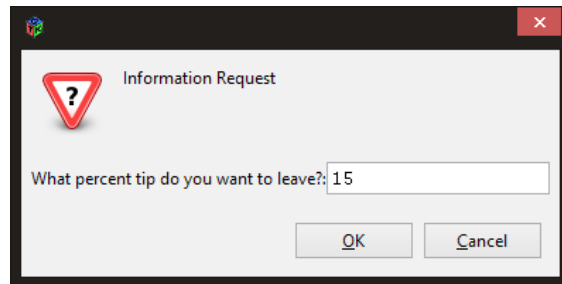 ?
Information Request
What percent tip do you want to leave?: 15
OK
Cancel